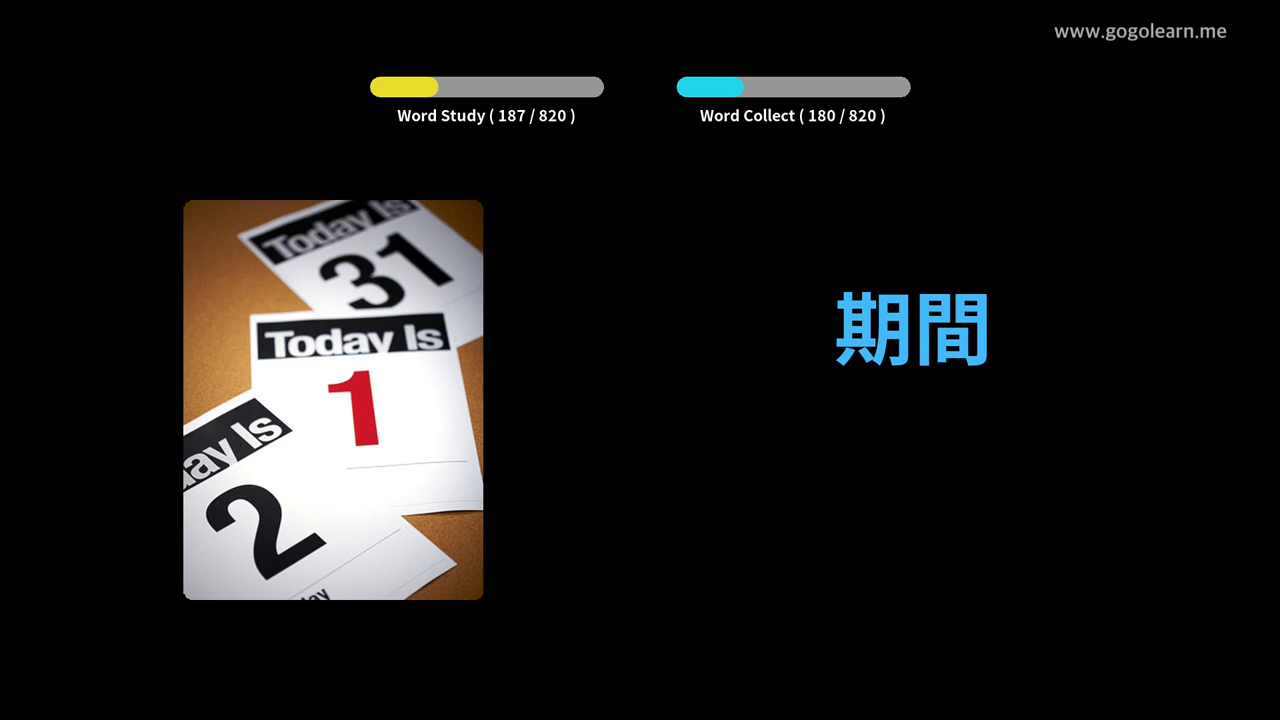 www.gogolearn.me
Word Study ( 187 / 820 )
Word Collect ( 180 / 820 )
Today Is
31
Today Is
1
ay Is
2
期間